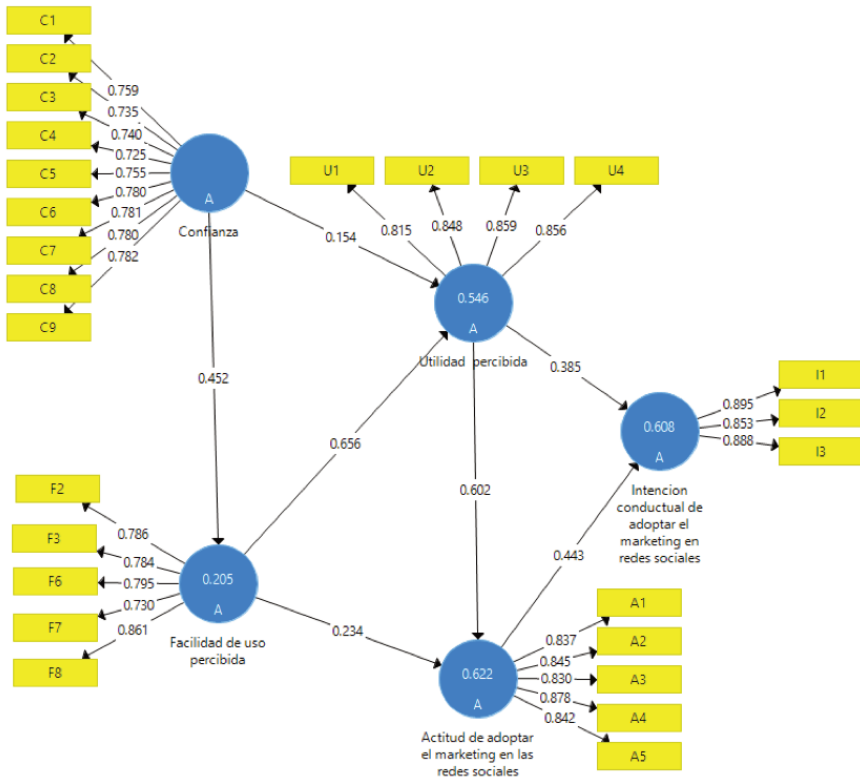 C1
C2
C3
C4
C5
C6
C7
C8
C9
0.759
0.735
0.740
0.725
0.755
0.780
0.781
0.780
0.782
A
Confianza
U1
U2
U3
U4
0.815
0.848
0.859
0.856
0.154
0.546
A
Utilidad percibida
0.452
0.385
0.656
0.602
I1
I2
I3
0.895
0.853
0.888
0.608
A
Intencion
conductual de
adoptar el
marketing en
redes sociales
F2
F3
F6
F7
F8
0.786
0.784
0.795
0.730
0.861
0.205
A
Facilidad de uso
percibida
0.234
0.443
0.622
A
Actitud de adoptar
el marketing en las
redes sociales
0.837
0.845
0.830
0.878
0.842
A1
A2
A3
A4
A5